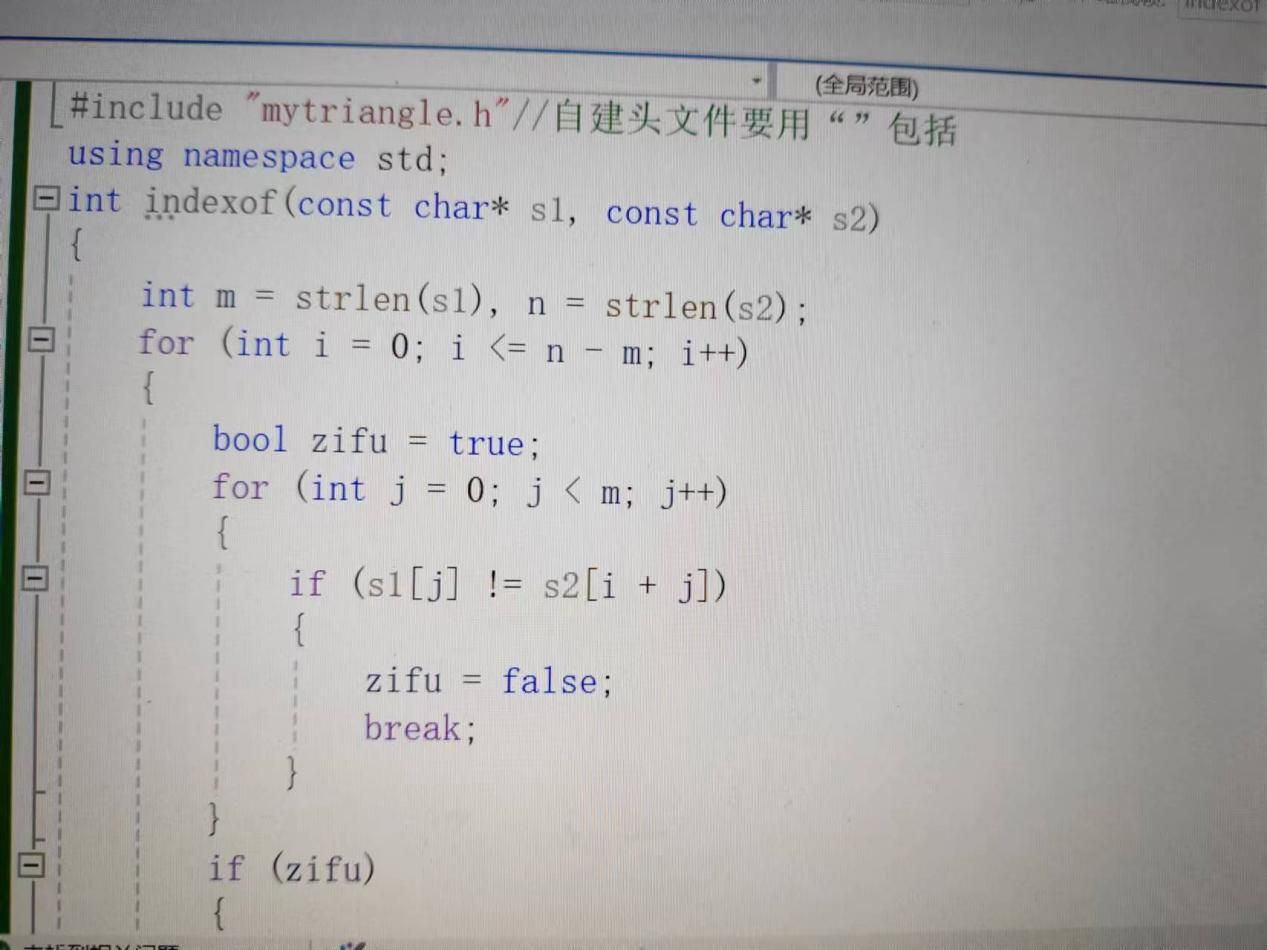 (全局范围)
#include "mytriangle.h"//自建头文件要用“”包括
using namespace std;
int indexof(const char* s1, const char* s2)
{
int m = strlen(s1), n = strlen(s2);
for (int i = 0; i <= n - m; i++)
{
bool zifu = true;
for (int j = 0; j < m; j++)
{
if (s1[j] != s2[i + j])
{
zifu = false;
break;
}
}
if (zifu)
{